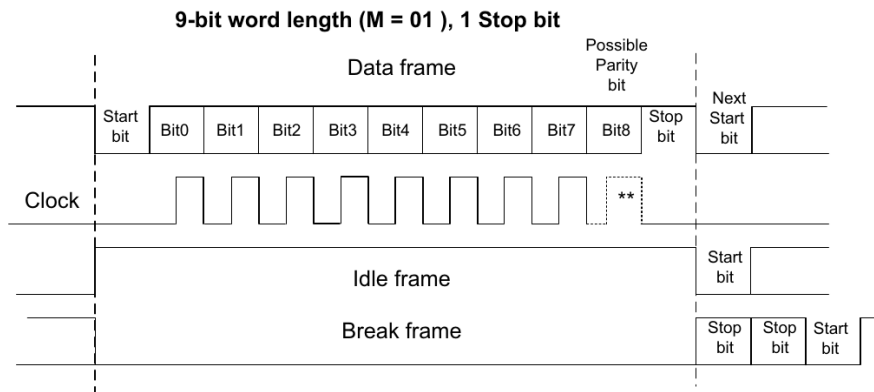 9-bit word length (M = 01 ), 1 Stop bit
Possible
Parity
bit
Data frame
Next
Start
bit
Start
bit
Bit0
Bit1
Bit2
Bit3
Bit4
Bit5
Bit6
Bit7
Bit8
Stop
bit
Clock
**
Start
bit
Idle frame
Break frame
Stop
bit
Stop
bit
Start
bit